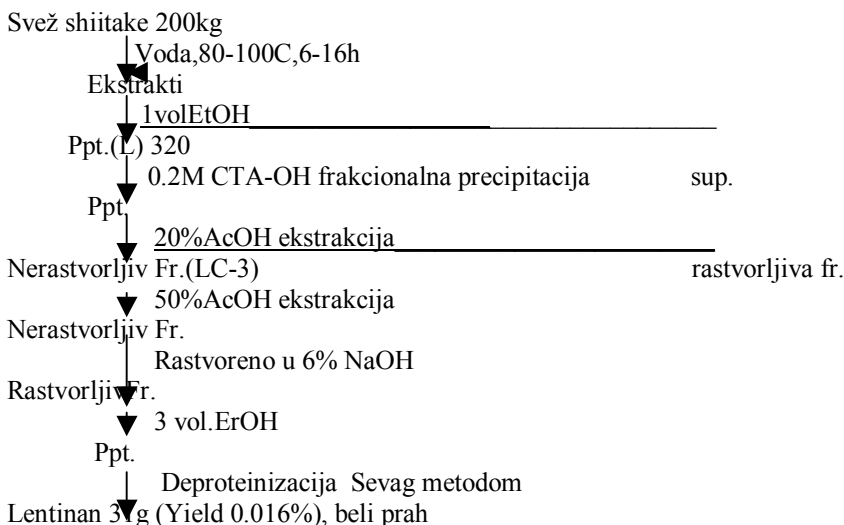 Svež shiitake 200kg
Voda,80-100C,6-16h
Ekstrakti
1volEtOH
Ppt.(L) 320
0.2M CTA-OH frakcionalna precipitacija sup.
Ppt.
20%AcOH ekstrakcija
Nerastvorljiv Fr.(LC-3) rastvorljiva fr.
50%AcOH ekstrakcija
Nerastvorljiv Fr.
Rastvoreno u 6% NaOH
Rastvorljiv Fr.
3 vol.ErOH
Ppt.
Deproteinizacija Sevag metodom
Lentinan 31g (Yield 0.016%), beli prah